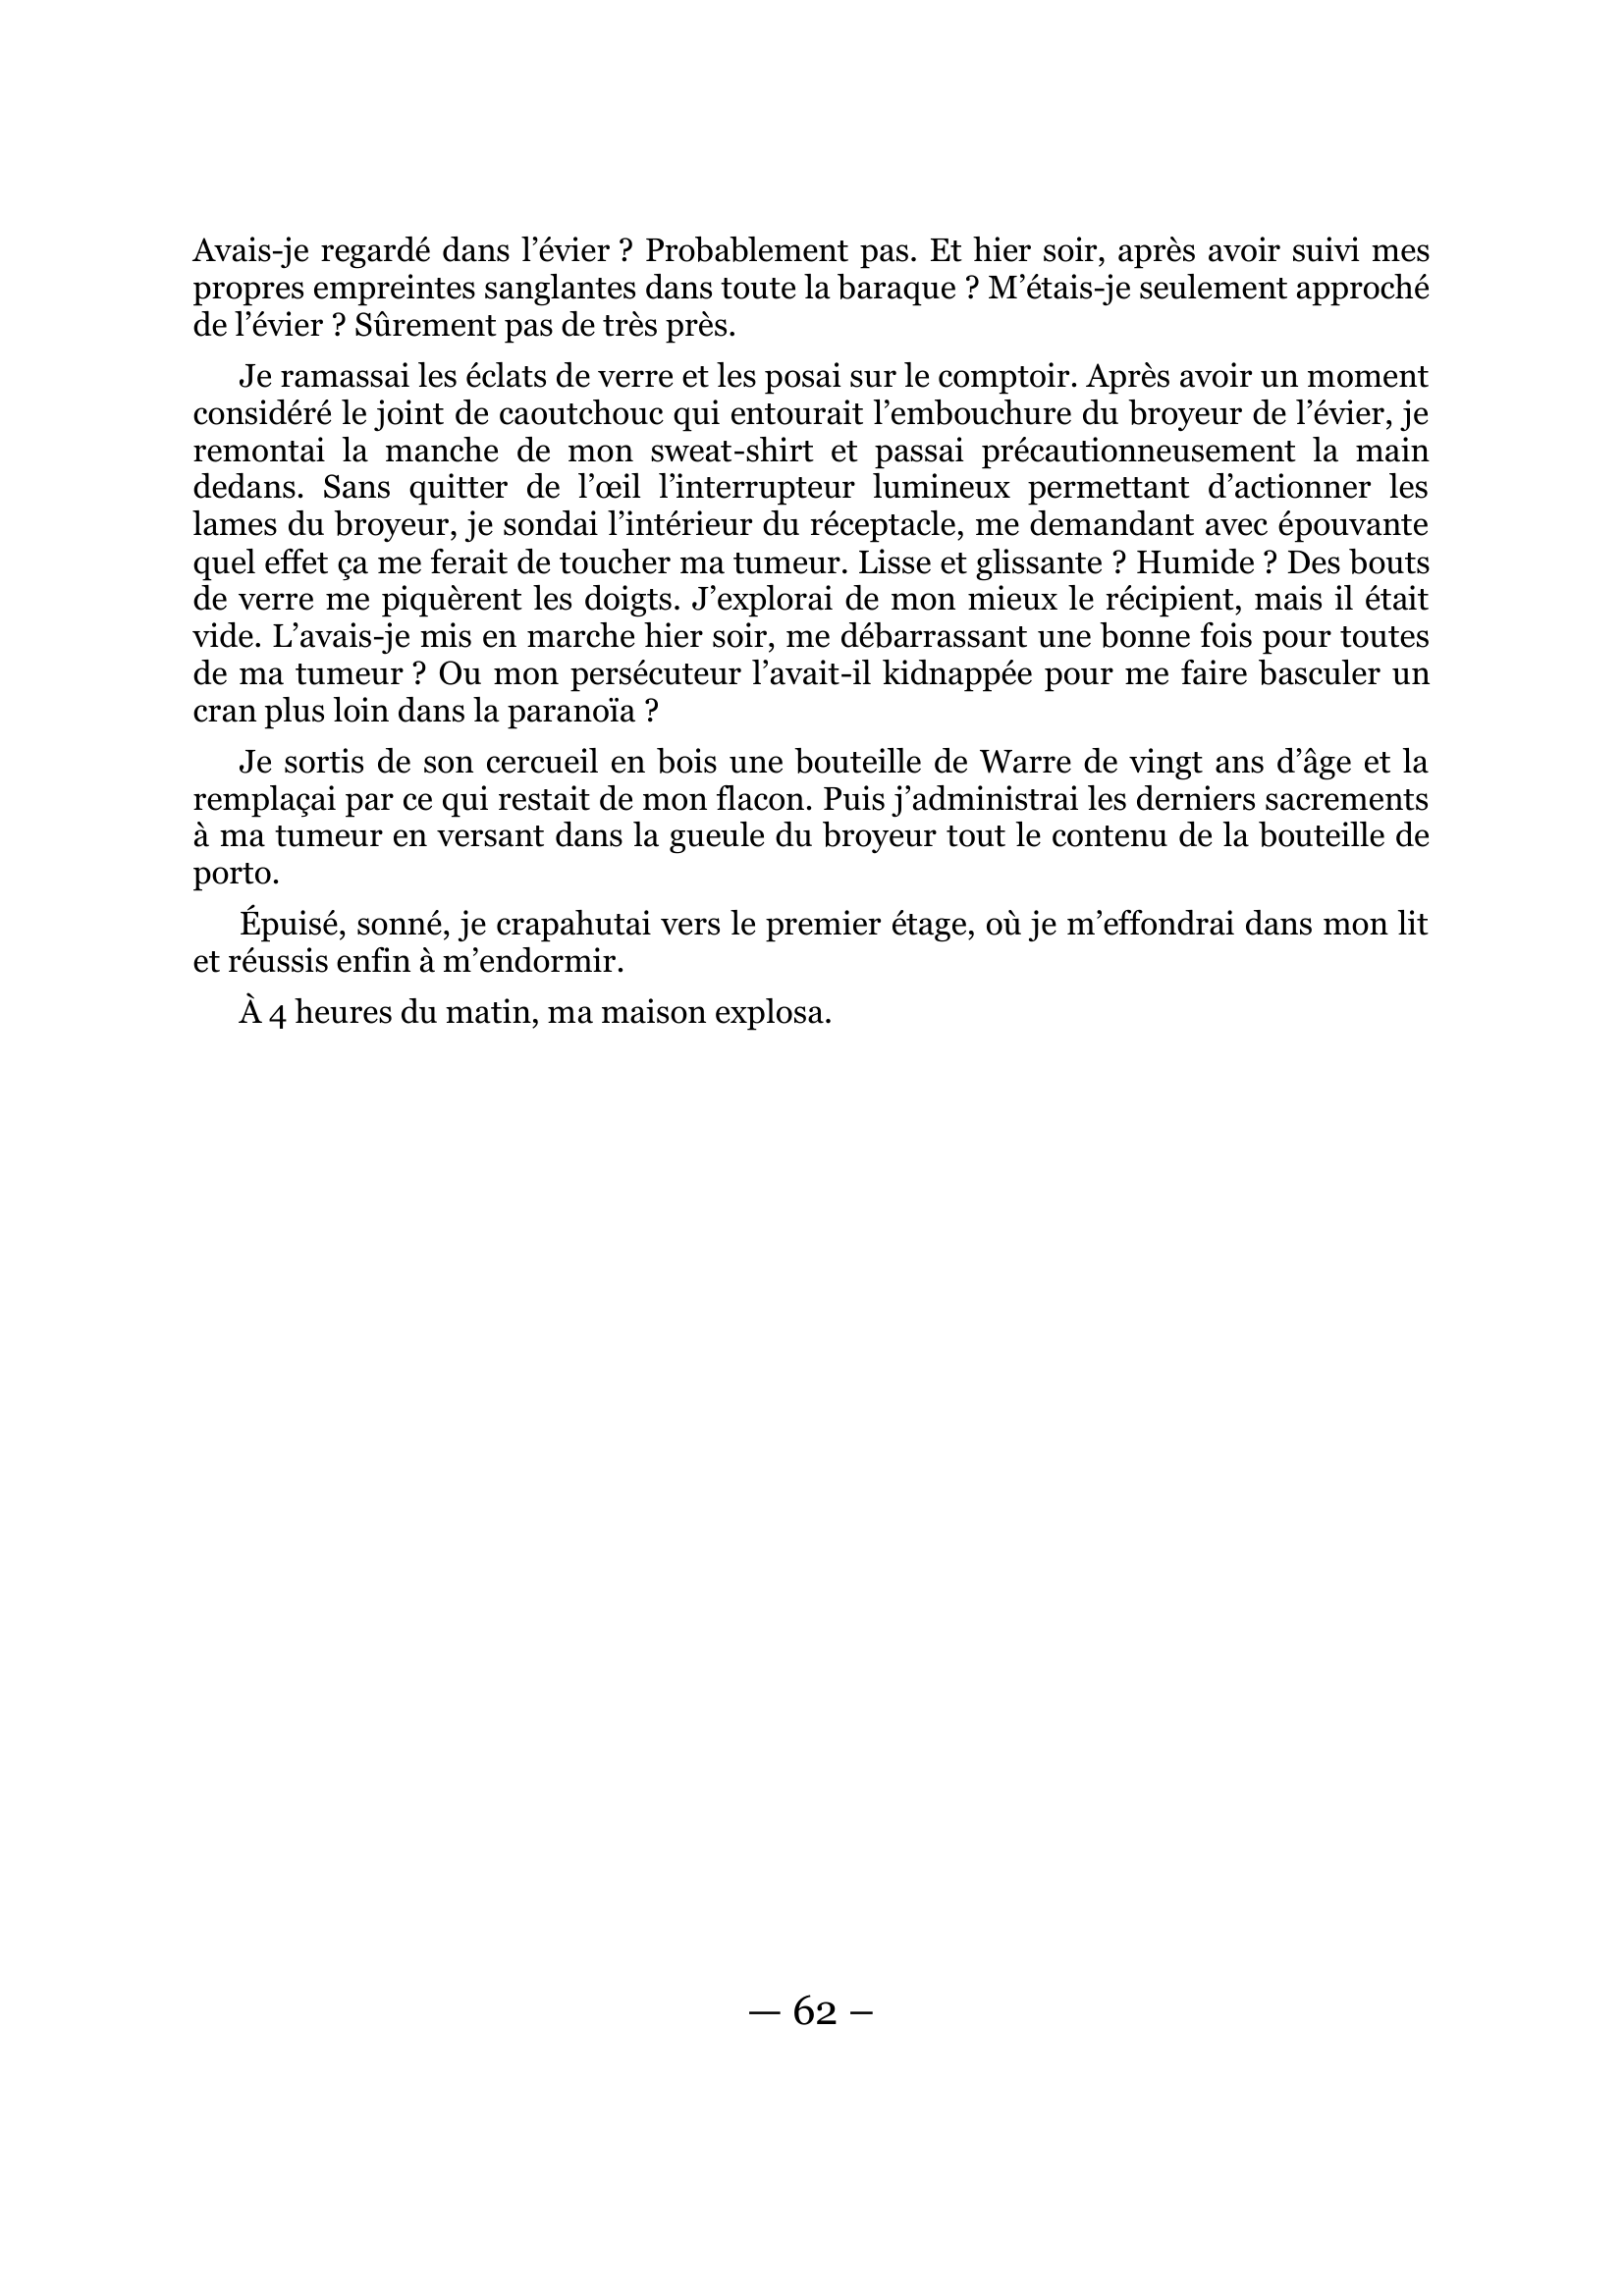 Avais-je regardé dans l’évier ? Probablement pas. Et hier soir, après avoir suivi mes
propres empreintes sanglantes dans toute la baraque ? M’étais-je seulement approché
de l’évier ? Sûrement pas de très près.
Je ramassai les éclats de verre et les posai sur le comptoir. Après avoir un moment
considéré le joint de caoutchouc qui entourait l’embouchure du broyeur de l’évier, je
remontai la manche de mon sweat-shirt et passai précautionneusement la main
dedans. Sans quitter de l’œil l’interrupteur lumineux permettant d’actionner les
lames du broyeur, je sondai l’intérieur du réceptacle, me demandant avec épouvante
quel effet ça me ferait de toucher ma tumeur. Lisse et glissante ? Humide ? Des bouts
de verre me piquèrent les doigts. J’explorai de mon mieux le récipient, mais il était
vide. L’avais-je mis en marche hier soir, me débarrassant une bonne fois pour toutes
de ma tumeur ? Ou mon persécuteur l’avait-il kidnappée pour me faire basculer un
cran plus loin dans la paranoïa ?
Je sortis de son cercueil en bois une bouteille de Warre de vingt ans d’âge et la
remplaçai par ce qui restait de mon flacon. Puis j’administrai les derniers sacrements
à ma tumeur en versant dans la gueule du broyeur tout le contenu de la bouteille de
porto.
Épuisé, sonné, je crapahutai vers le premier étage, où je m’effondrai dans mon lit
et réussis enfin à m’endormir.
À 4 heures du matin, ma maison explosa.
— 62 –